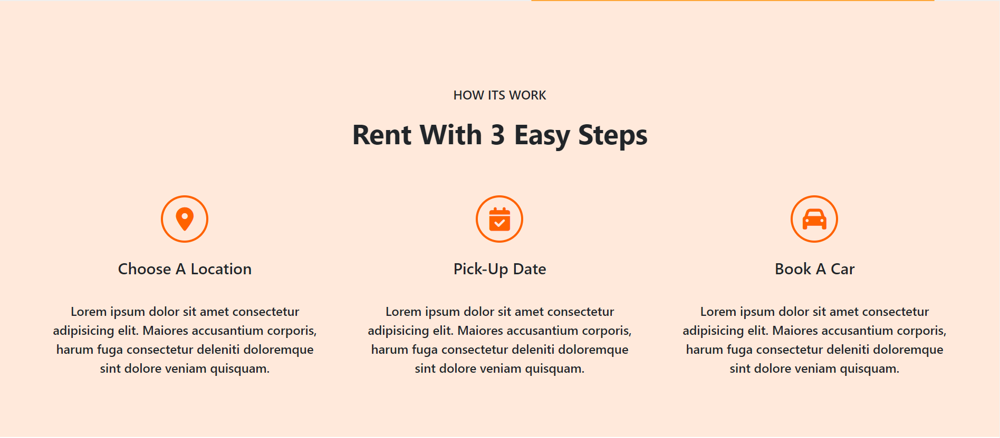 HOW ITS WORK
Rent With 3 Easy Steps
Choose A Location
Lorem ipsum dolor sit amet consectetur
adipisicing elit. Maiores accusantium corporis,
harum fuga consectetur deleniti doloremque
sint dolore veniam quisquam.
Pick-Up Date
Lorem ipsum dolor sit amet consectetur
adipisicing elit. Maiores accusantium corporis,
harum fuga consectetur deleniti doloremque
sint dolore veniam quisquam.
Book A Car
Lorem ipsum dolor sit amet consectetur
adipisicing elit. Maiores accusantium corporis,
harum fuga consectetur deleniti doloremque
sint dolore veniam quisquam.